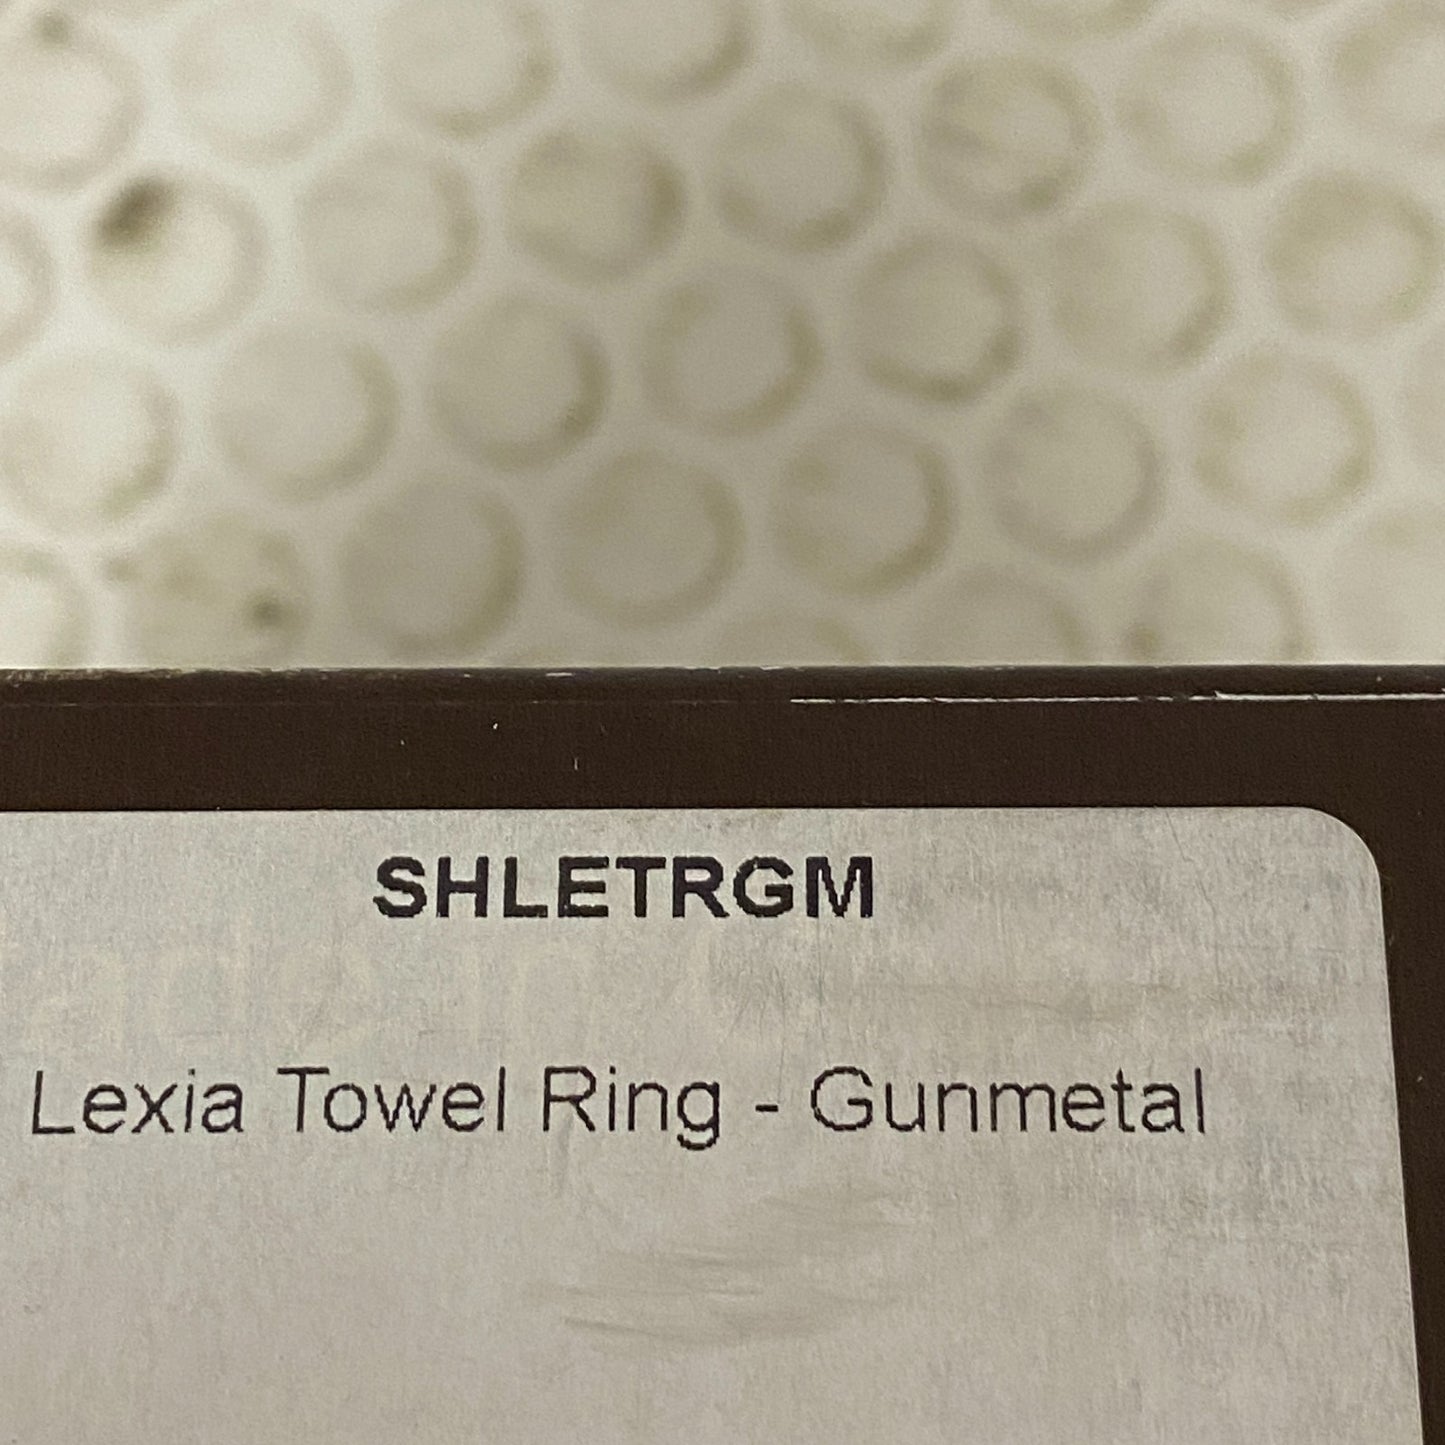 SHLETRGM
Lexia Towel Ring - Gunmetal